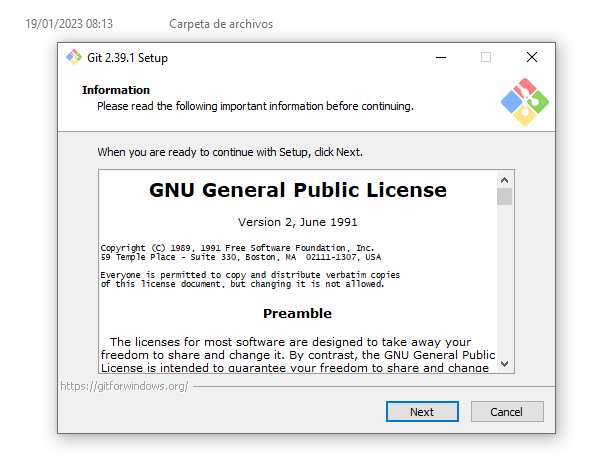 19/01/2023 08:13 Carpeta de archivos
Git 2.39.1 Setup
Information
Please read the following important information before continuing.
When you are ready to continue with Setup, click Next.
GNU General Public License
Version 2, June 1991
Copyright (C) 1989, 1991 Free Software Foundation, Inc.
59 Temple Place - Suite 330, Boston, MA  02111-1307, USA
Everyone is permitted to copy and distribute verbatim copies
of this license document, but changing it is not allowed.
Preamble
The licenses for most software are designed to take away your
freedom to share and change it. By contrast, the GNU General Public
License is intended to guarantee your freedom to share and change
https://gitforwindows.org/
Next Cancel